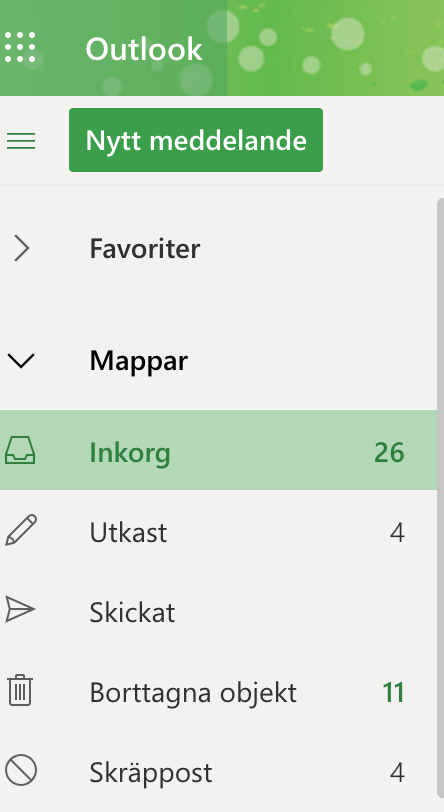 Outlook
Nytt meddelande
Favoriter
Mappar
Inkorg 26
Utkast 4
Skickat
Borttagna objekt 11
Skräppost 4